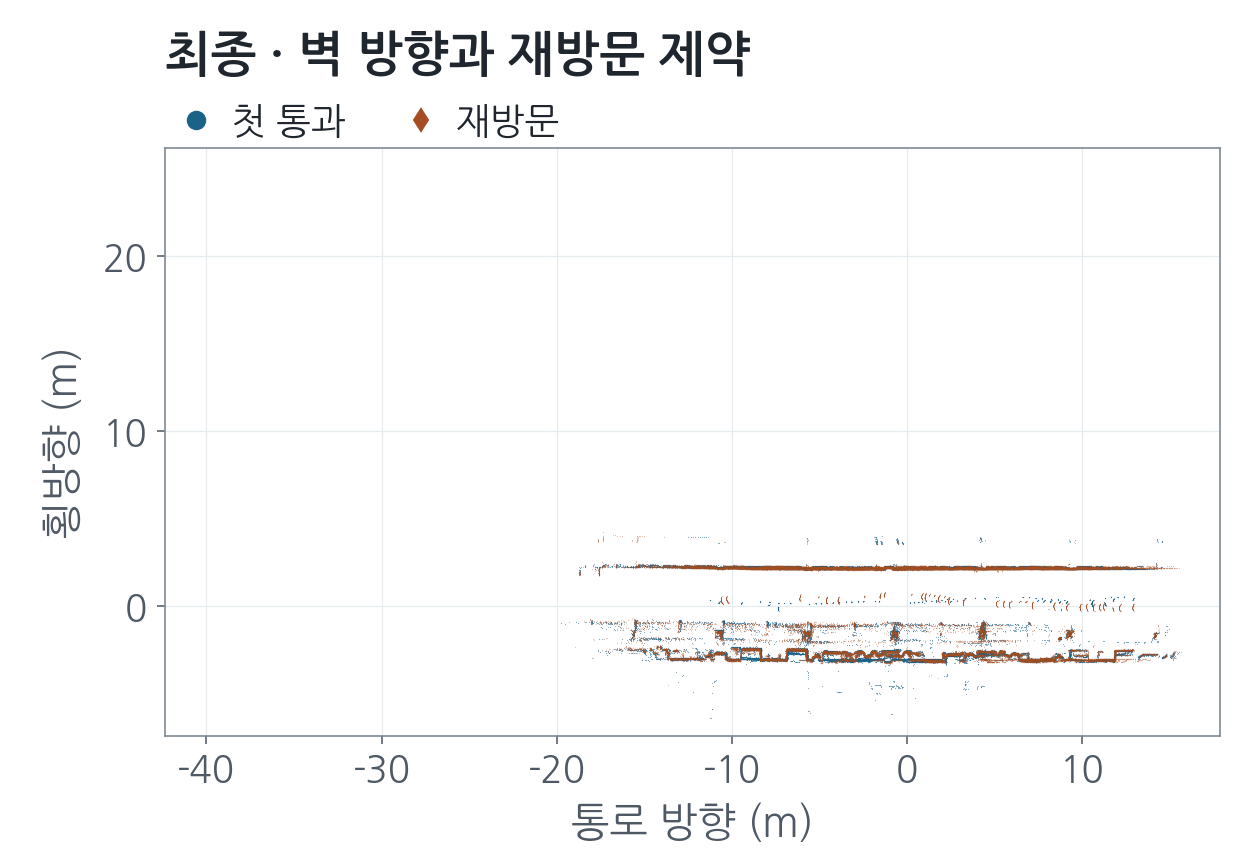 최종 · 벽 방향과 재방문 제약
첫 통과 재방문
횡방향 (m)
20
10
0
-40 -30 -20 -10 0 10
통로 방향 (m)